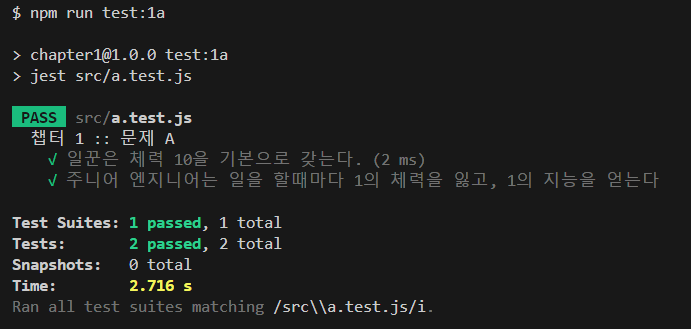 $ npm run test:1a
> chapter1@1.0.0 test:1a
> jest src/a.test.js
PASS src/a.test.js
챕터 1 :: 문제 A
√ 일꾼은 체력 10을 기본으로 갖는다. (2 ms)
√ 주니어 엔지니어는 일을 할때마다 1의 체력을 잃고, 1의 지능을 얻는다
Test Suites: 1 passed, 1 total
Tests: 2 passed, 2 total
Snapshots: 0 total
Time: 2.716 s
Ran all test suites matching /src\\a.test.js/i.